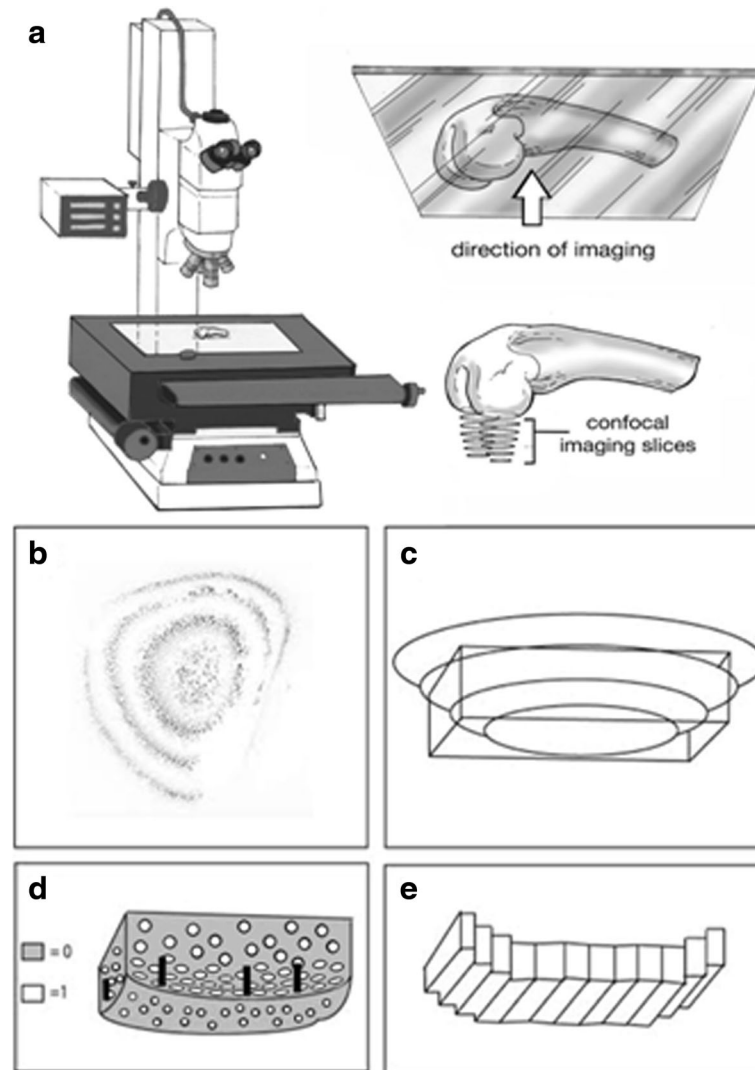 a
direction of imaging
confocal
imaging slices
b
c
d
=0
=1
e